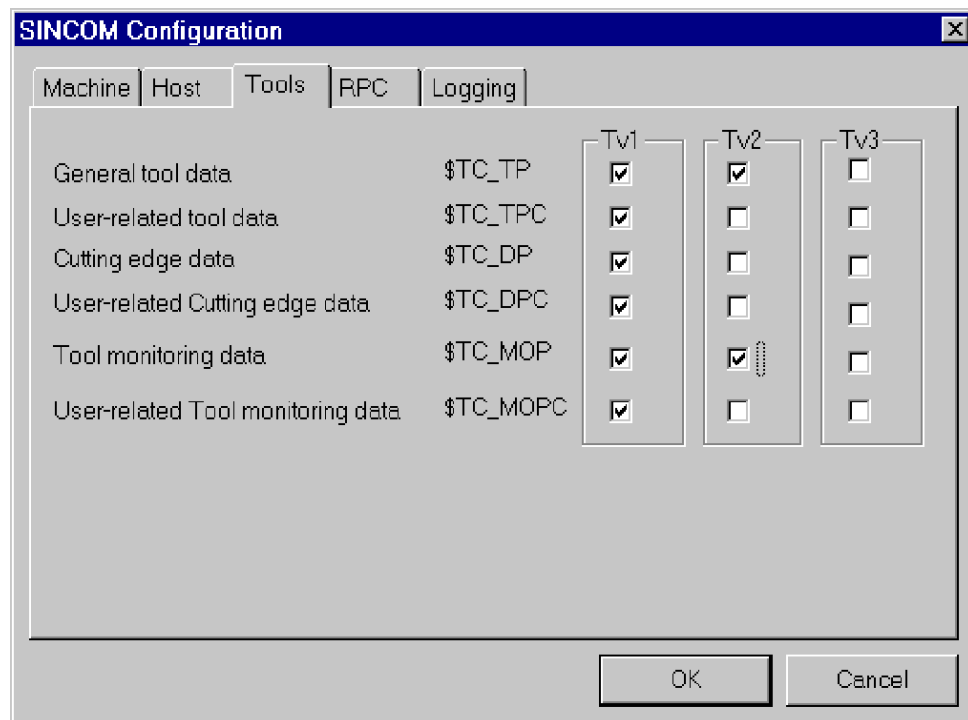 SINCOM Configuration
Machine Host Tools RPC Logging
Tv1 Tv2 Tv3
General tool data $TC_TP
User-related tool data $TC_TPC
Cutting edge data $TC_DP
User-related Cutting edge data $TC_DPC
Tool monitoring data $TC_MOP
User-related Tool monitoring data $TC_MOPC
OK Cancel